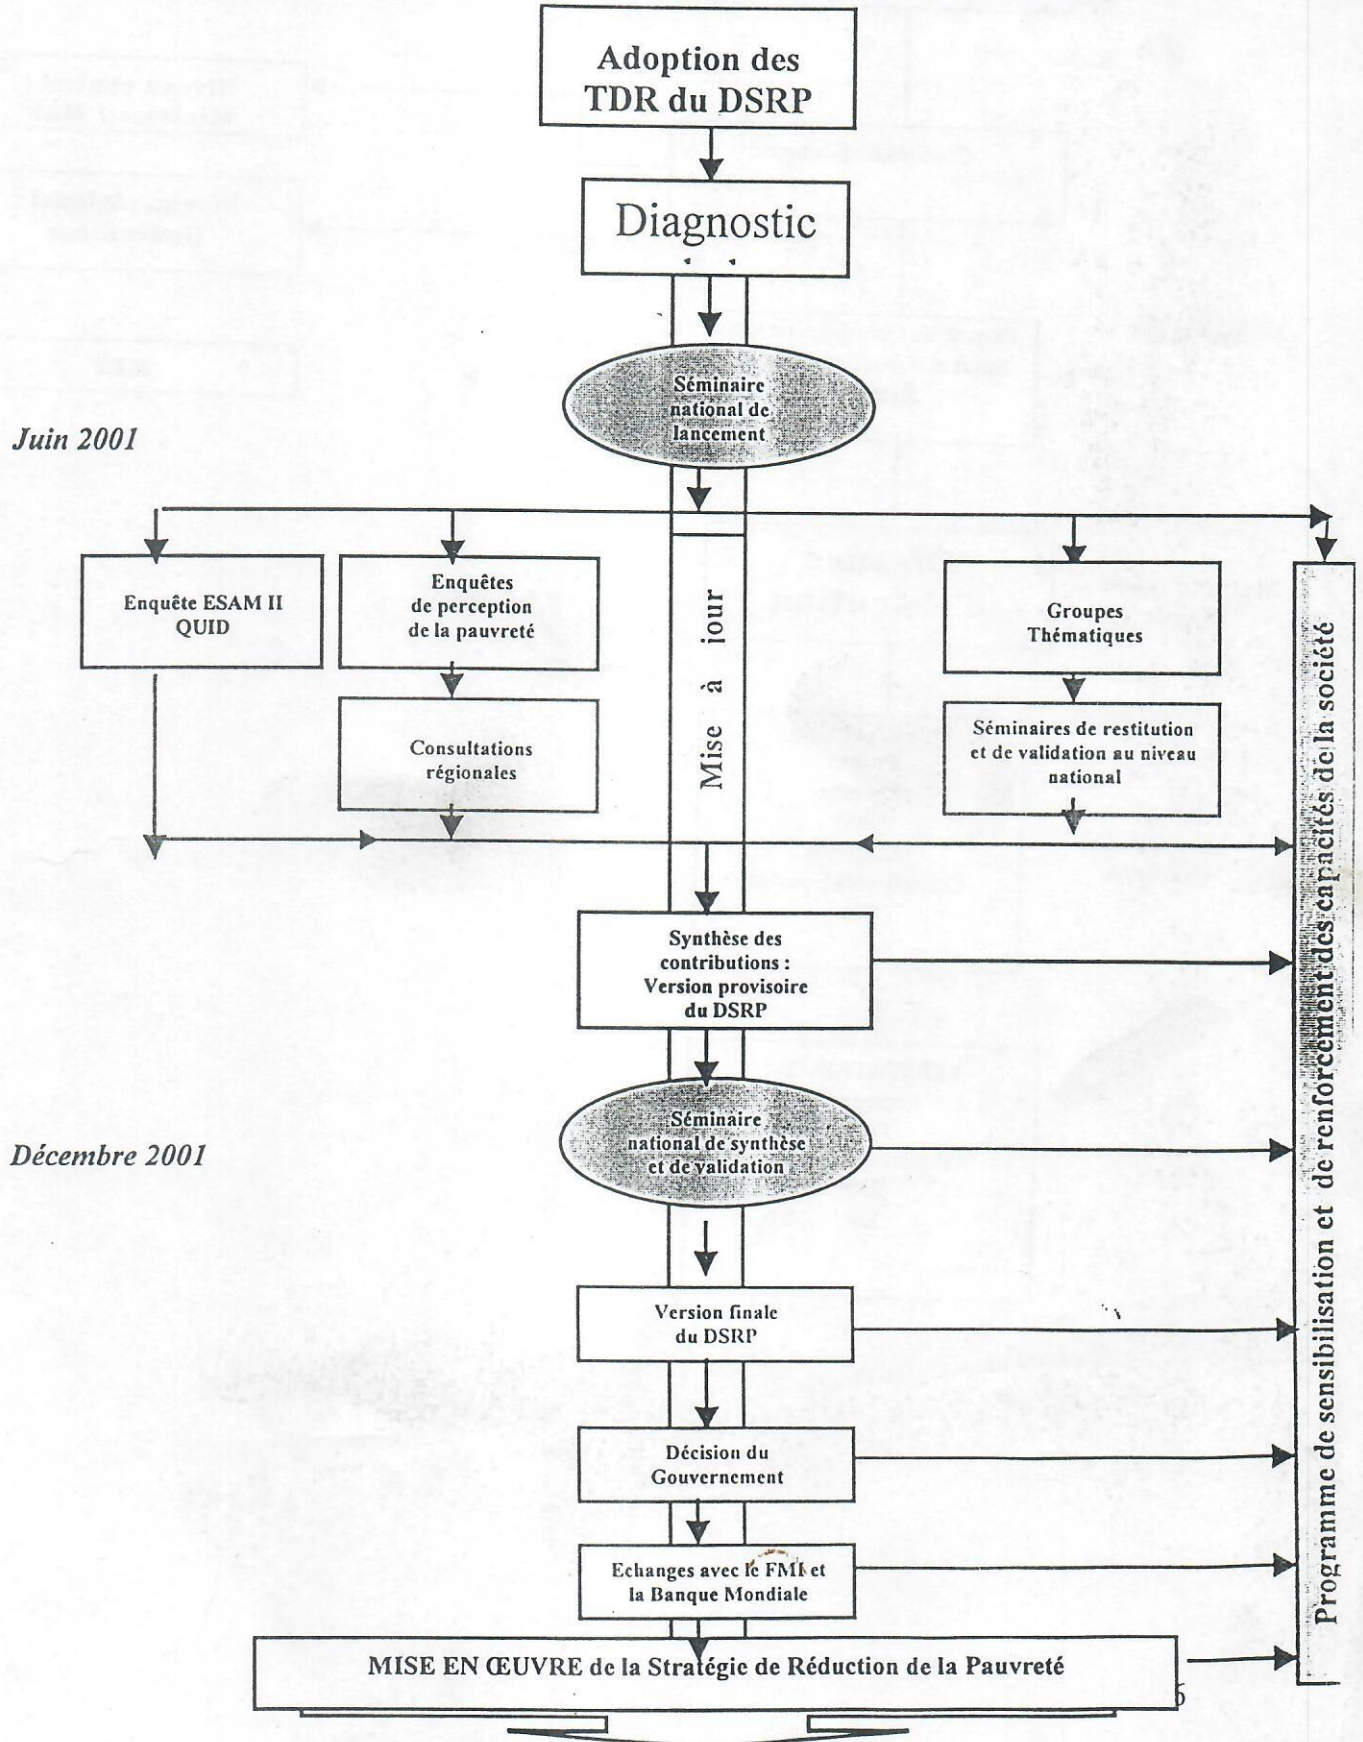 Adoption des
TDR du DSRP
Diagnostic
Séminaire
national de
lancement
Juin 2001
Enquête ESAM II
QUID
Enquêtes
de perception
de la pauvreté
Mise à jour
Groupes
Thématiques
Consultations
régionales
Séminaires de restitution
et de validation au niveau
national
Programme de sensibilisation et de renforcement des capacités de la société
Synthèse des
contributions :
Version provisoire
du DSRP
Séminaire
national de synthèse
et de validation
Décembre 2001
Version finale
du DSRP
Décision du
Gouvernement
Echanges avec le FMI et
la Banque Mondiale
MISE EN ŒUVRE de la Stratégie de Réduction de la Pauvreté